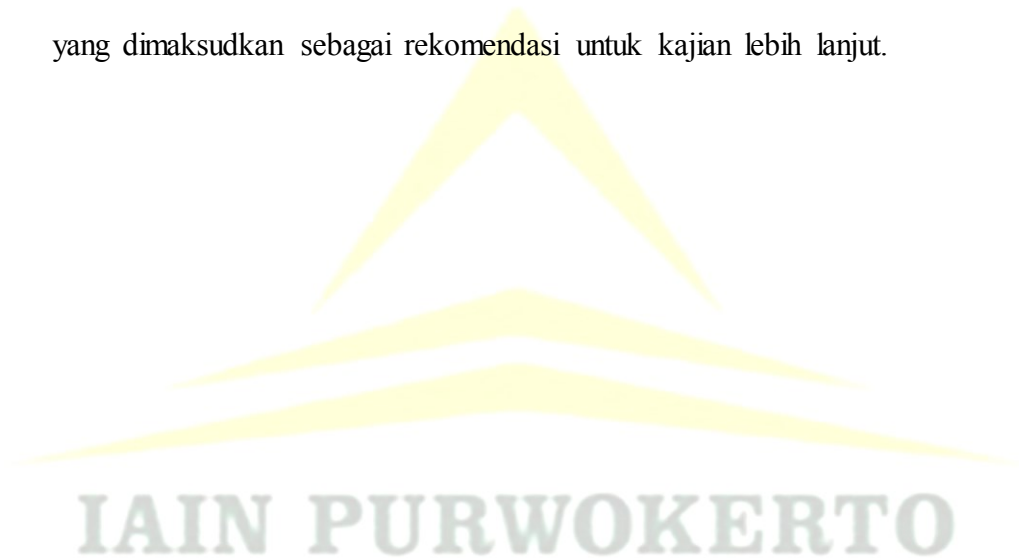 yang dimaksudkan sebagai rekomendasi untuk kajian lebih lanjut.
IAIN PURWOKERTO